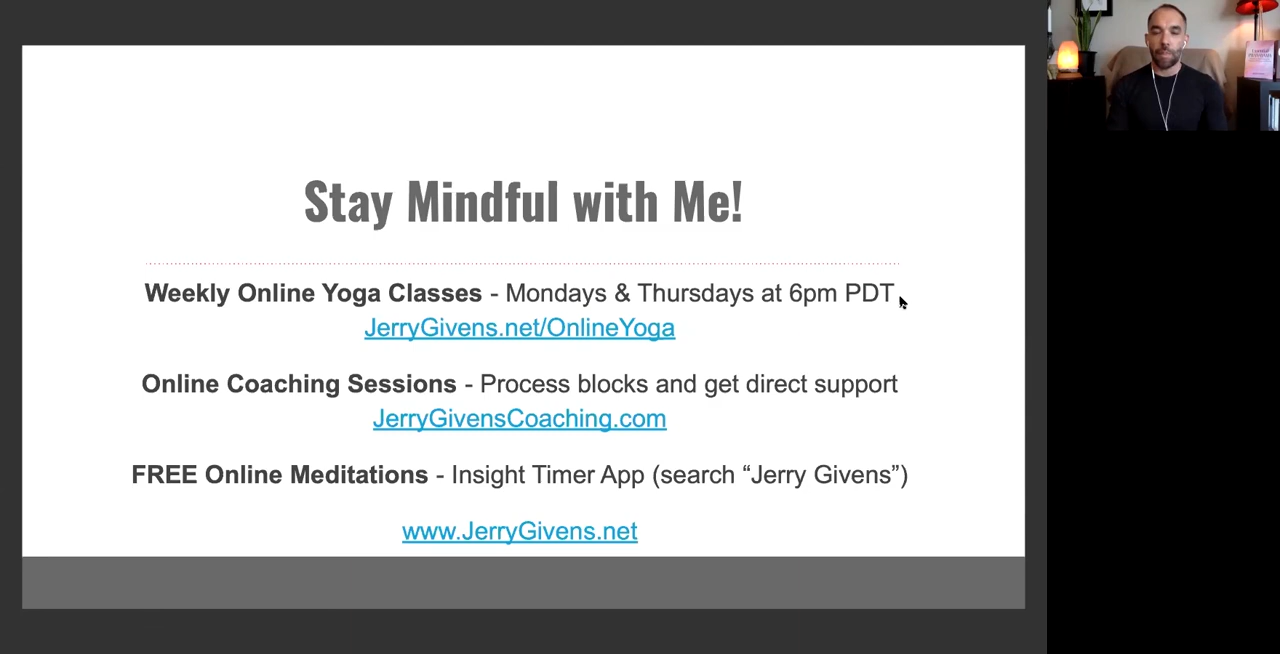 Stay Mindful with Me!
Weekly Online Yoga Classes - Mondays & Thursdays at 6pm PDT
JerryGivens.net/OnlineYoga
Online Coaching Sessions - Process blocks and get direct support
JerryGivensCoaching.com
FREE Online Meditations - Insight Timer App (search “Jerry Givens”)
www.JerryGivens.net